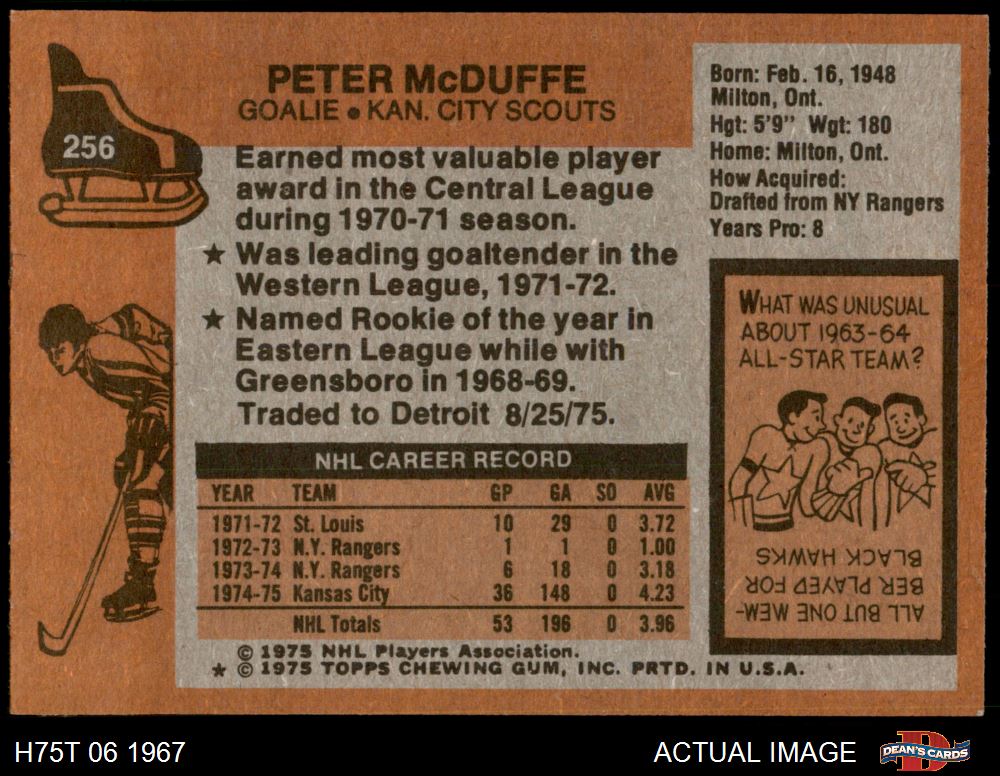 256
PETER McDUFFE
GOALIE • KAN. CITY SCOUTS
Earned most valuable player
award in the Central League
during 1970-71 season.
★ Was leading goaltender in the
Western League, 1971-72.
★ Named Rookie of the year in
Eastern League while with
Greensboro in 1968-69.
Traded to Detroit 8/25/75.
NHL CAREER RECORD
YEAR TEAM GP GA SO AVG
1971-72 St. Louis 10 29 0 3.72
1972-73 N.Y. Rangers 1 1 0 1.00
1973-74 N.Y. Rangers 6 18 0 3.18
1974-75 Kansas City 36 148 0 4.23
NHL Totals 53 196 0 3.96
© 1975 NHL Players Association.
★ © 1975 TOPPS CHEWING GUM, INC. PRTD. IN U.S.A.
Born: Feb. 16, 1948
Milton, Ont.
Hgt: 5'9" Wgt: 180
Home: Milton, Ont.
How Acquired:
Drafted from NY Rangers
Years Pro: 8
WHAT WAS UNUSUAL
ABOUT 1963-64
ALL-STAR TEAM?
ALL BUT ONE MEM-
BER PLAYED FOR
BLACK HAWKS
H75T 06 1967
ACTUAL IMAGE
D
DEAN'S CARDS